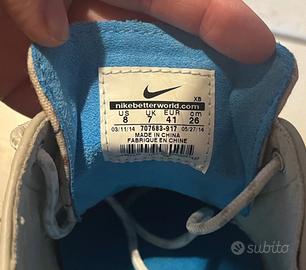 XB
nikebetterworld.com
US UK EUR cm
8 7 41 26
03/11/14 707683-917 05/27/14
MADE IN CHINA
FABRIQUE EN CHINE
subito